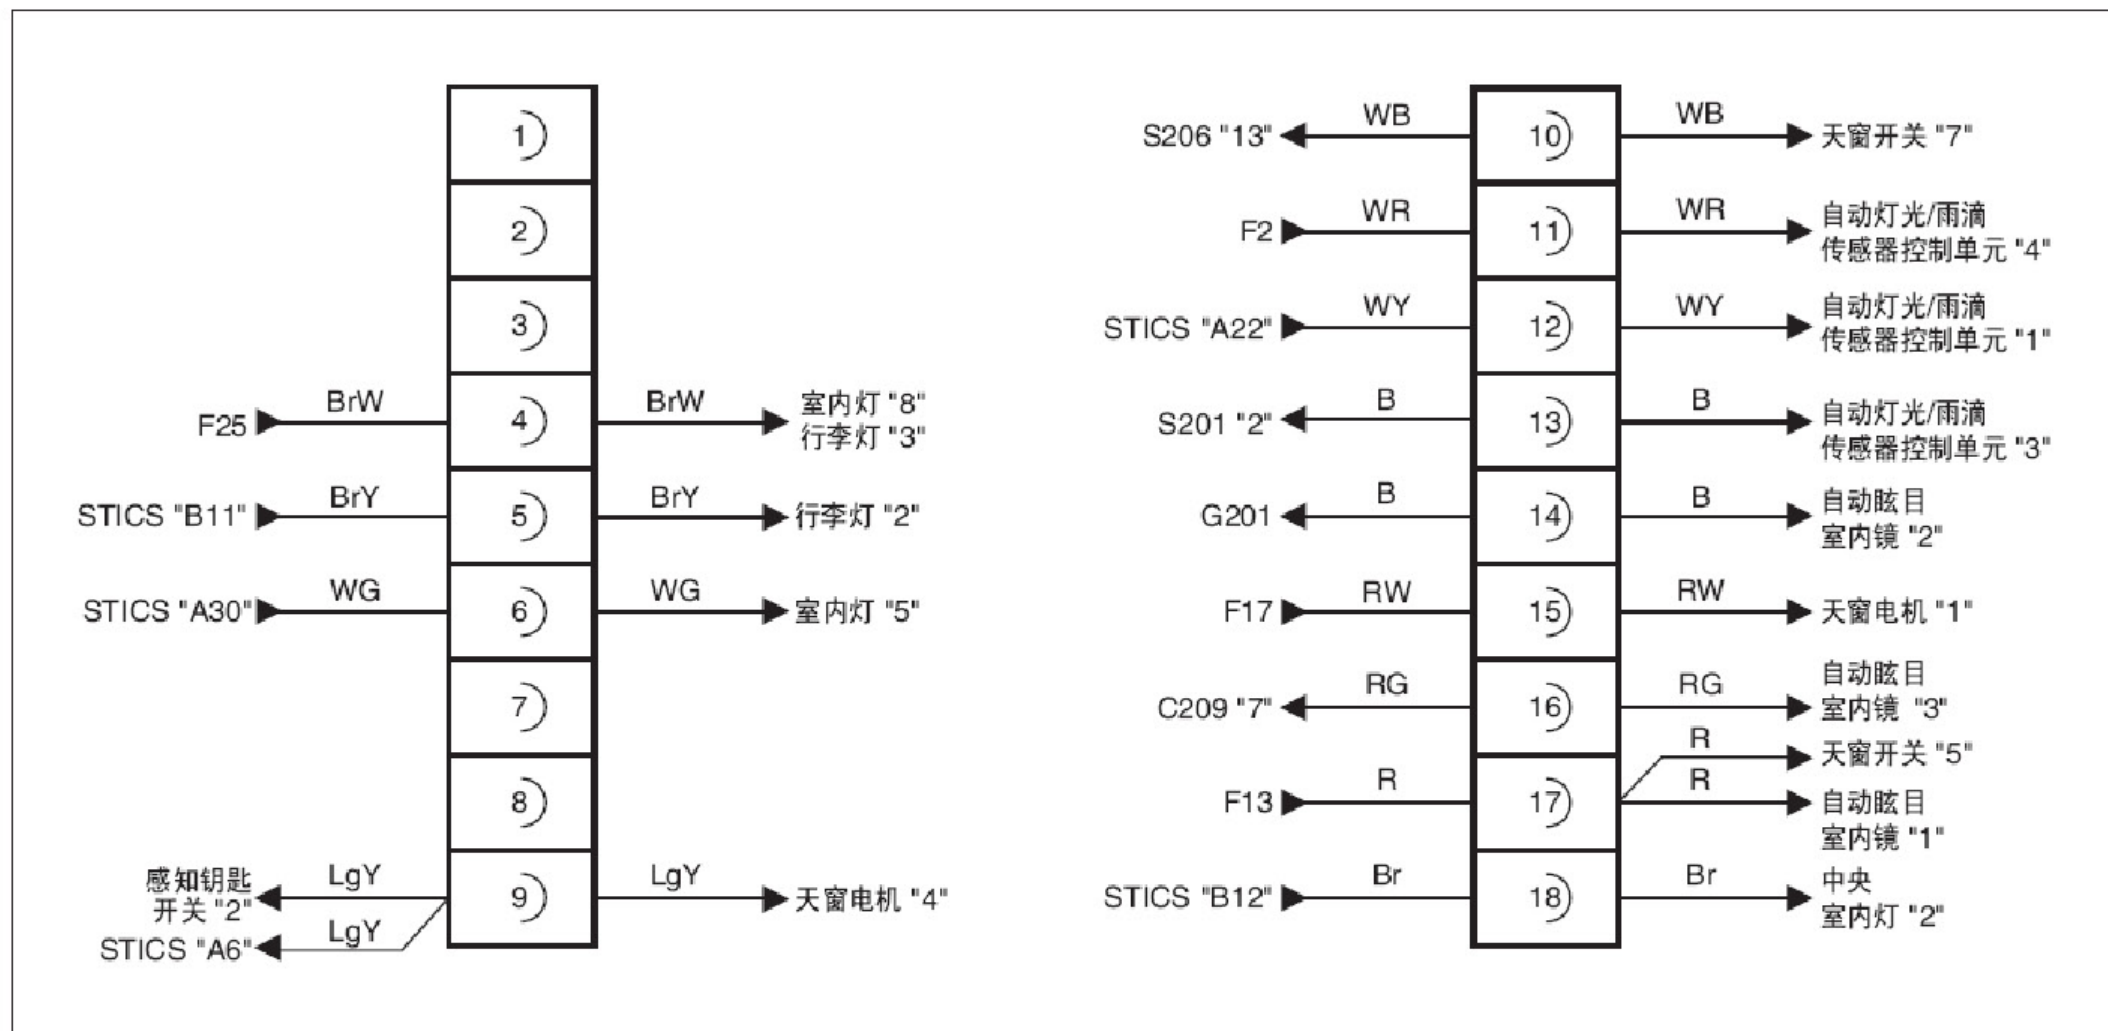 1
2
3
F25 BrW 4 BrW 室内灯 "8"
行李灯 "3"
STICS "B11" BrY 5 BrY 行李灯 "2"
STICS "A30" WG 6 WG 室内灯 "5"
7
8
感知钥匙 LgY 9 LgY 天窗电机 "4"
开关 "2"
STICS "A6" LgY
S206 "13" WB 10 WB 天窗开关 "7"
F2 WR 11 WR 自动灯光/雨滴
传感器控制单元 "4"
STICS "A22" WY 12 WY 自动灯光/雨滴
传感器控制单元 "1"
S201 "2" B 13 B 自动灯光/雨滴
传感器控制单元 "3"
G201 B 14 B 自动眩目
室内镜 "2"
F17 RW 15 RW 天窗电机 "1"
C209 "7" RG 16 RG 自动眩目
室内镜 "3"
R 天窗开关 "5"
F13 R 17 R 自动眩目
室内镜 "1"
STICS "B12" Br 18 Br 中央
室内灯 "2"